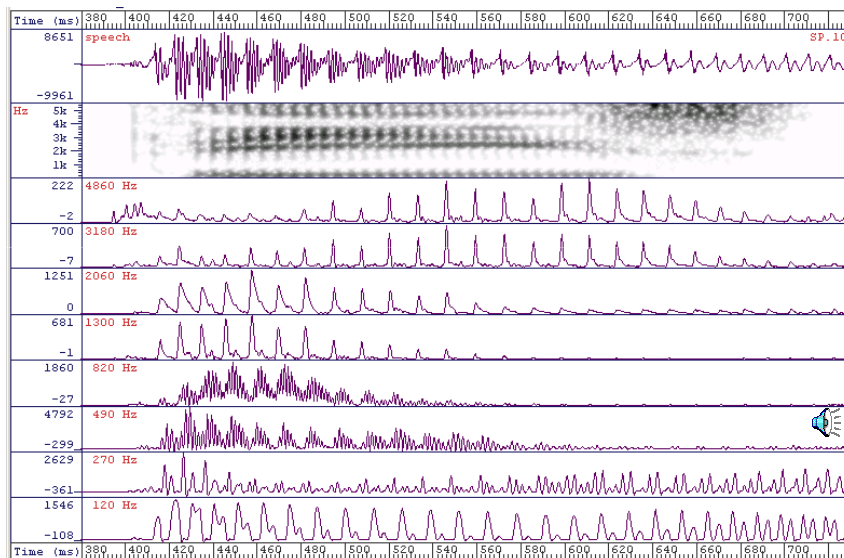 Time (ms) 380 400 420 440 460 480 500 520 540 560 580 600 620 640 660 680 700
8651 speech SP.10
-9961
Hz 5k
4k
3k
2k
1k
222 4860 Hz
-2
700 3180 Hz
-7
1251 2060 Hz
0
681 1300 Hz
-1
1860 820 Hz
-27
4792 490 Hz
-299
2629 270 Hz
-361
1546 120 Hz
-108
Time (ms) 380 400 420 440 460 480 500 520 540 560 580 600 620 640 660 680 700